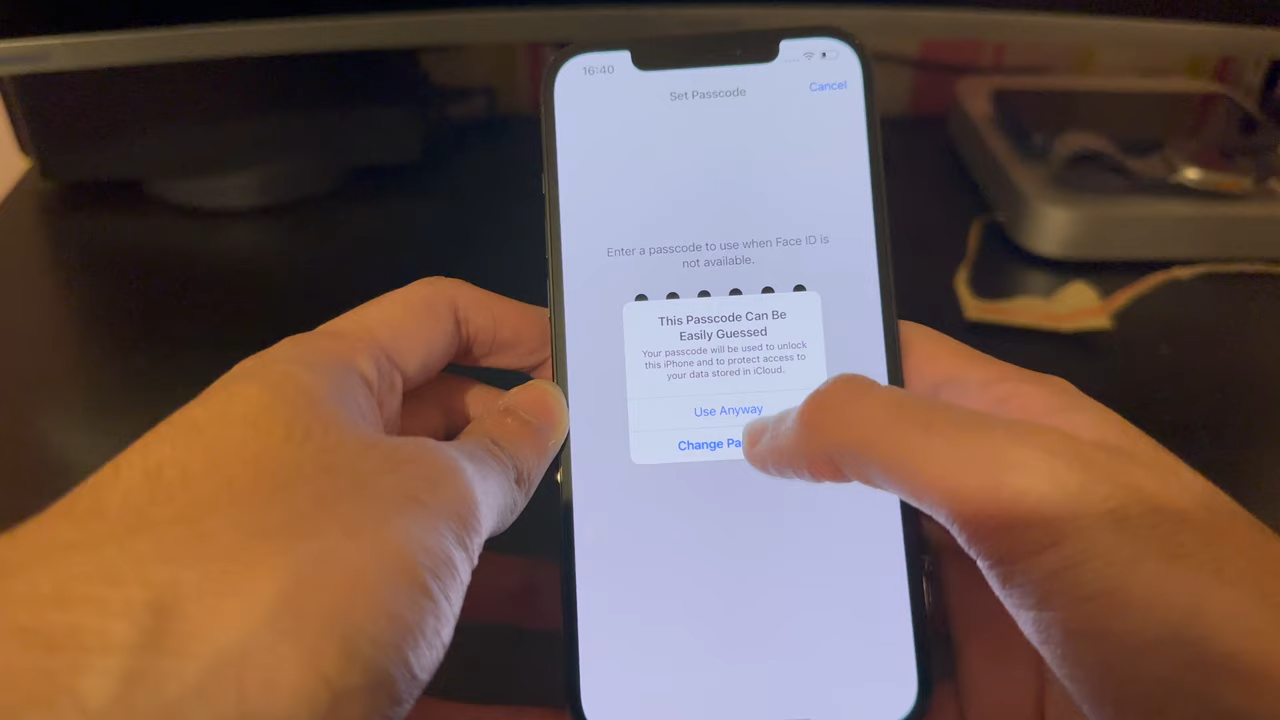 16:40
Set Passcode
Cancel
Enter a passcode to use when Face ID is
not available.
This Passcode Can Be
Easily Guessed
Your passcode will be used to unlock
this iPhone and to protect access to
your data stored in iCloud.
Use Anyway
Change Pa